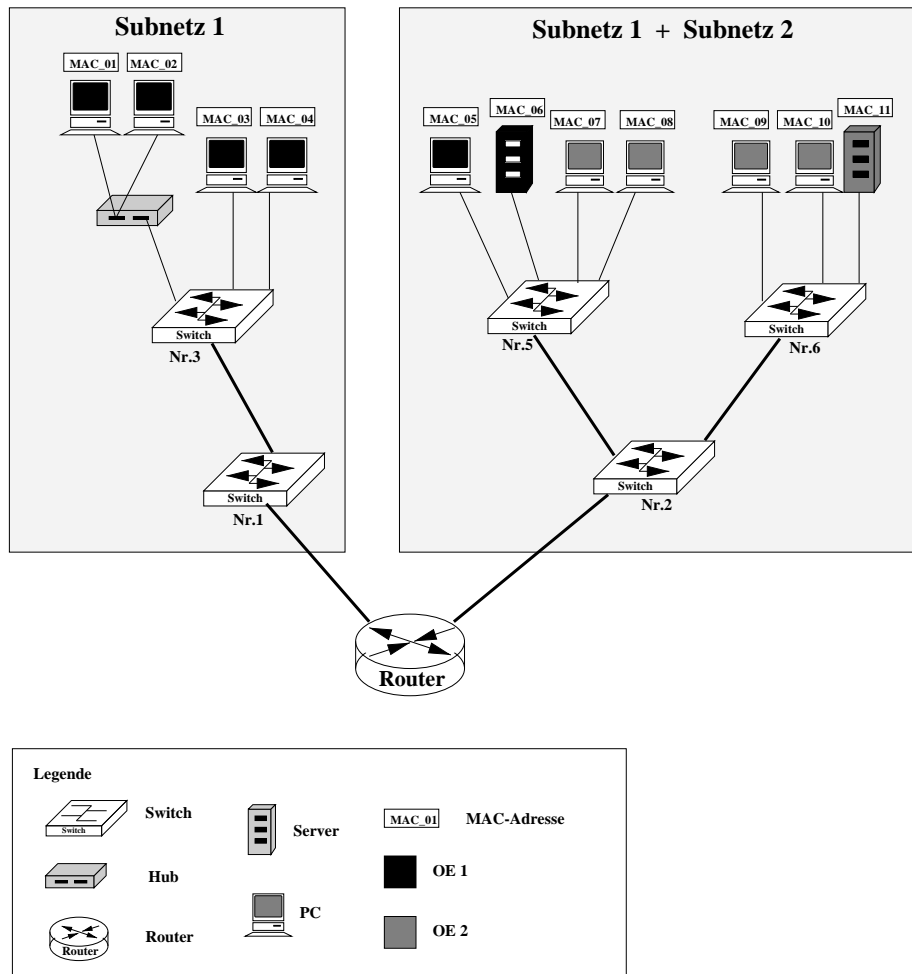 Subnetz 1
Subnetz 1 + Subnetz 2
MAC_01
MAC_02
MAC_03
MAC_04
MAC_05
MAC_06
MAC_07
MAC_08
MAC_09
MAC_10
MAC_11
Switch
Nr.3
Switch
Nr.5
Switch
Nr.6
Switch
Nr.1
Switch
Nr.2
Router
Legende
Switch
Switch
Server
MAC_01
MAC-Adresse
Hub
OE 1
PC
Router
Router
OE 2